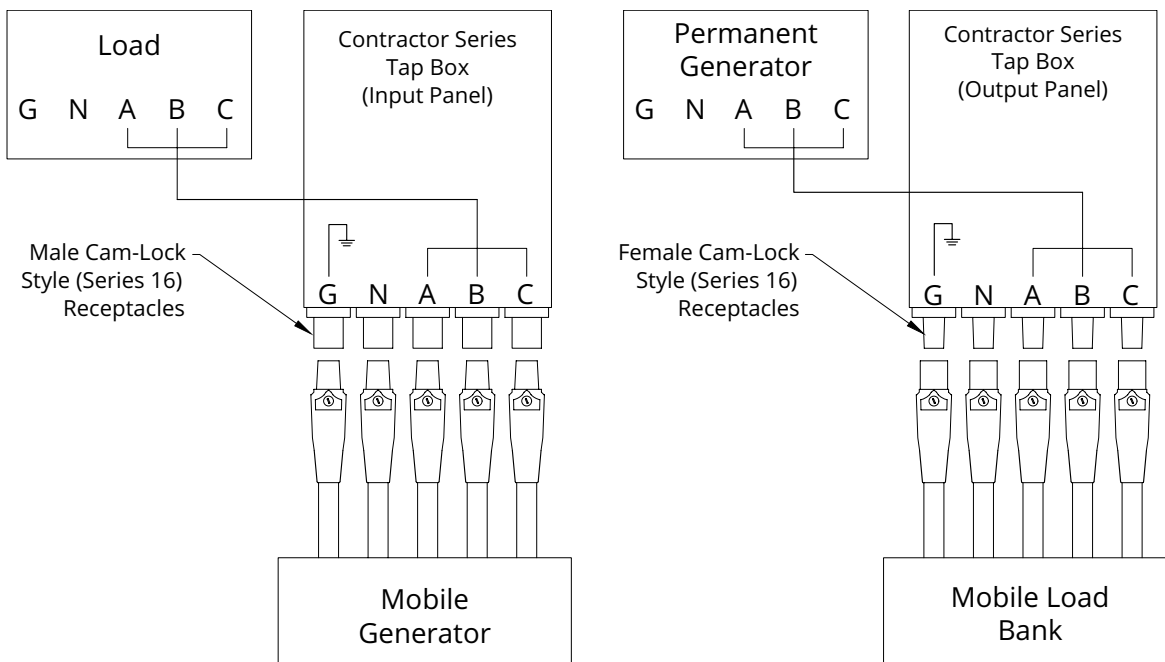 Load
G N A B C
Contractor Series
Tap Box
(Input Panel)
Male Cam-Lock
Style (Series 16)
Receptacles
G N A B C
Mobile
Generator
Permanent
Generator
G N A B C
Contractor Series
Tap Box
(Output Panel)
Female Cam-Lock
Style (Series 16)
Receptacles
G N A B C
Mobile Load
Bank